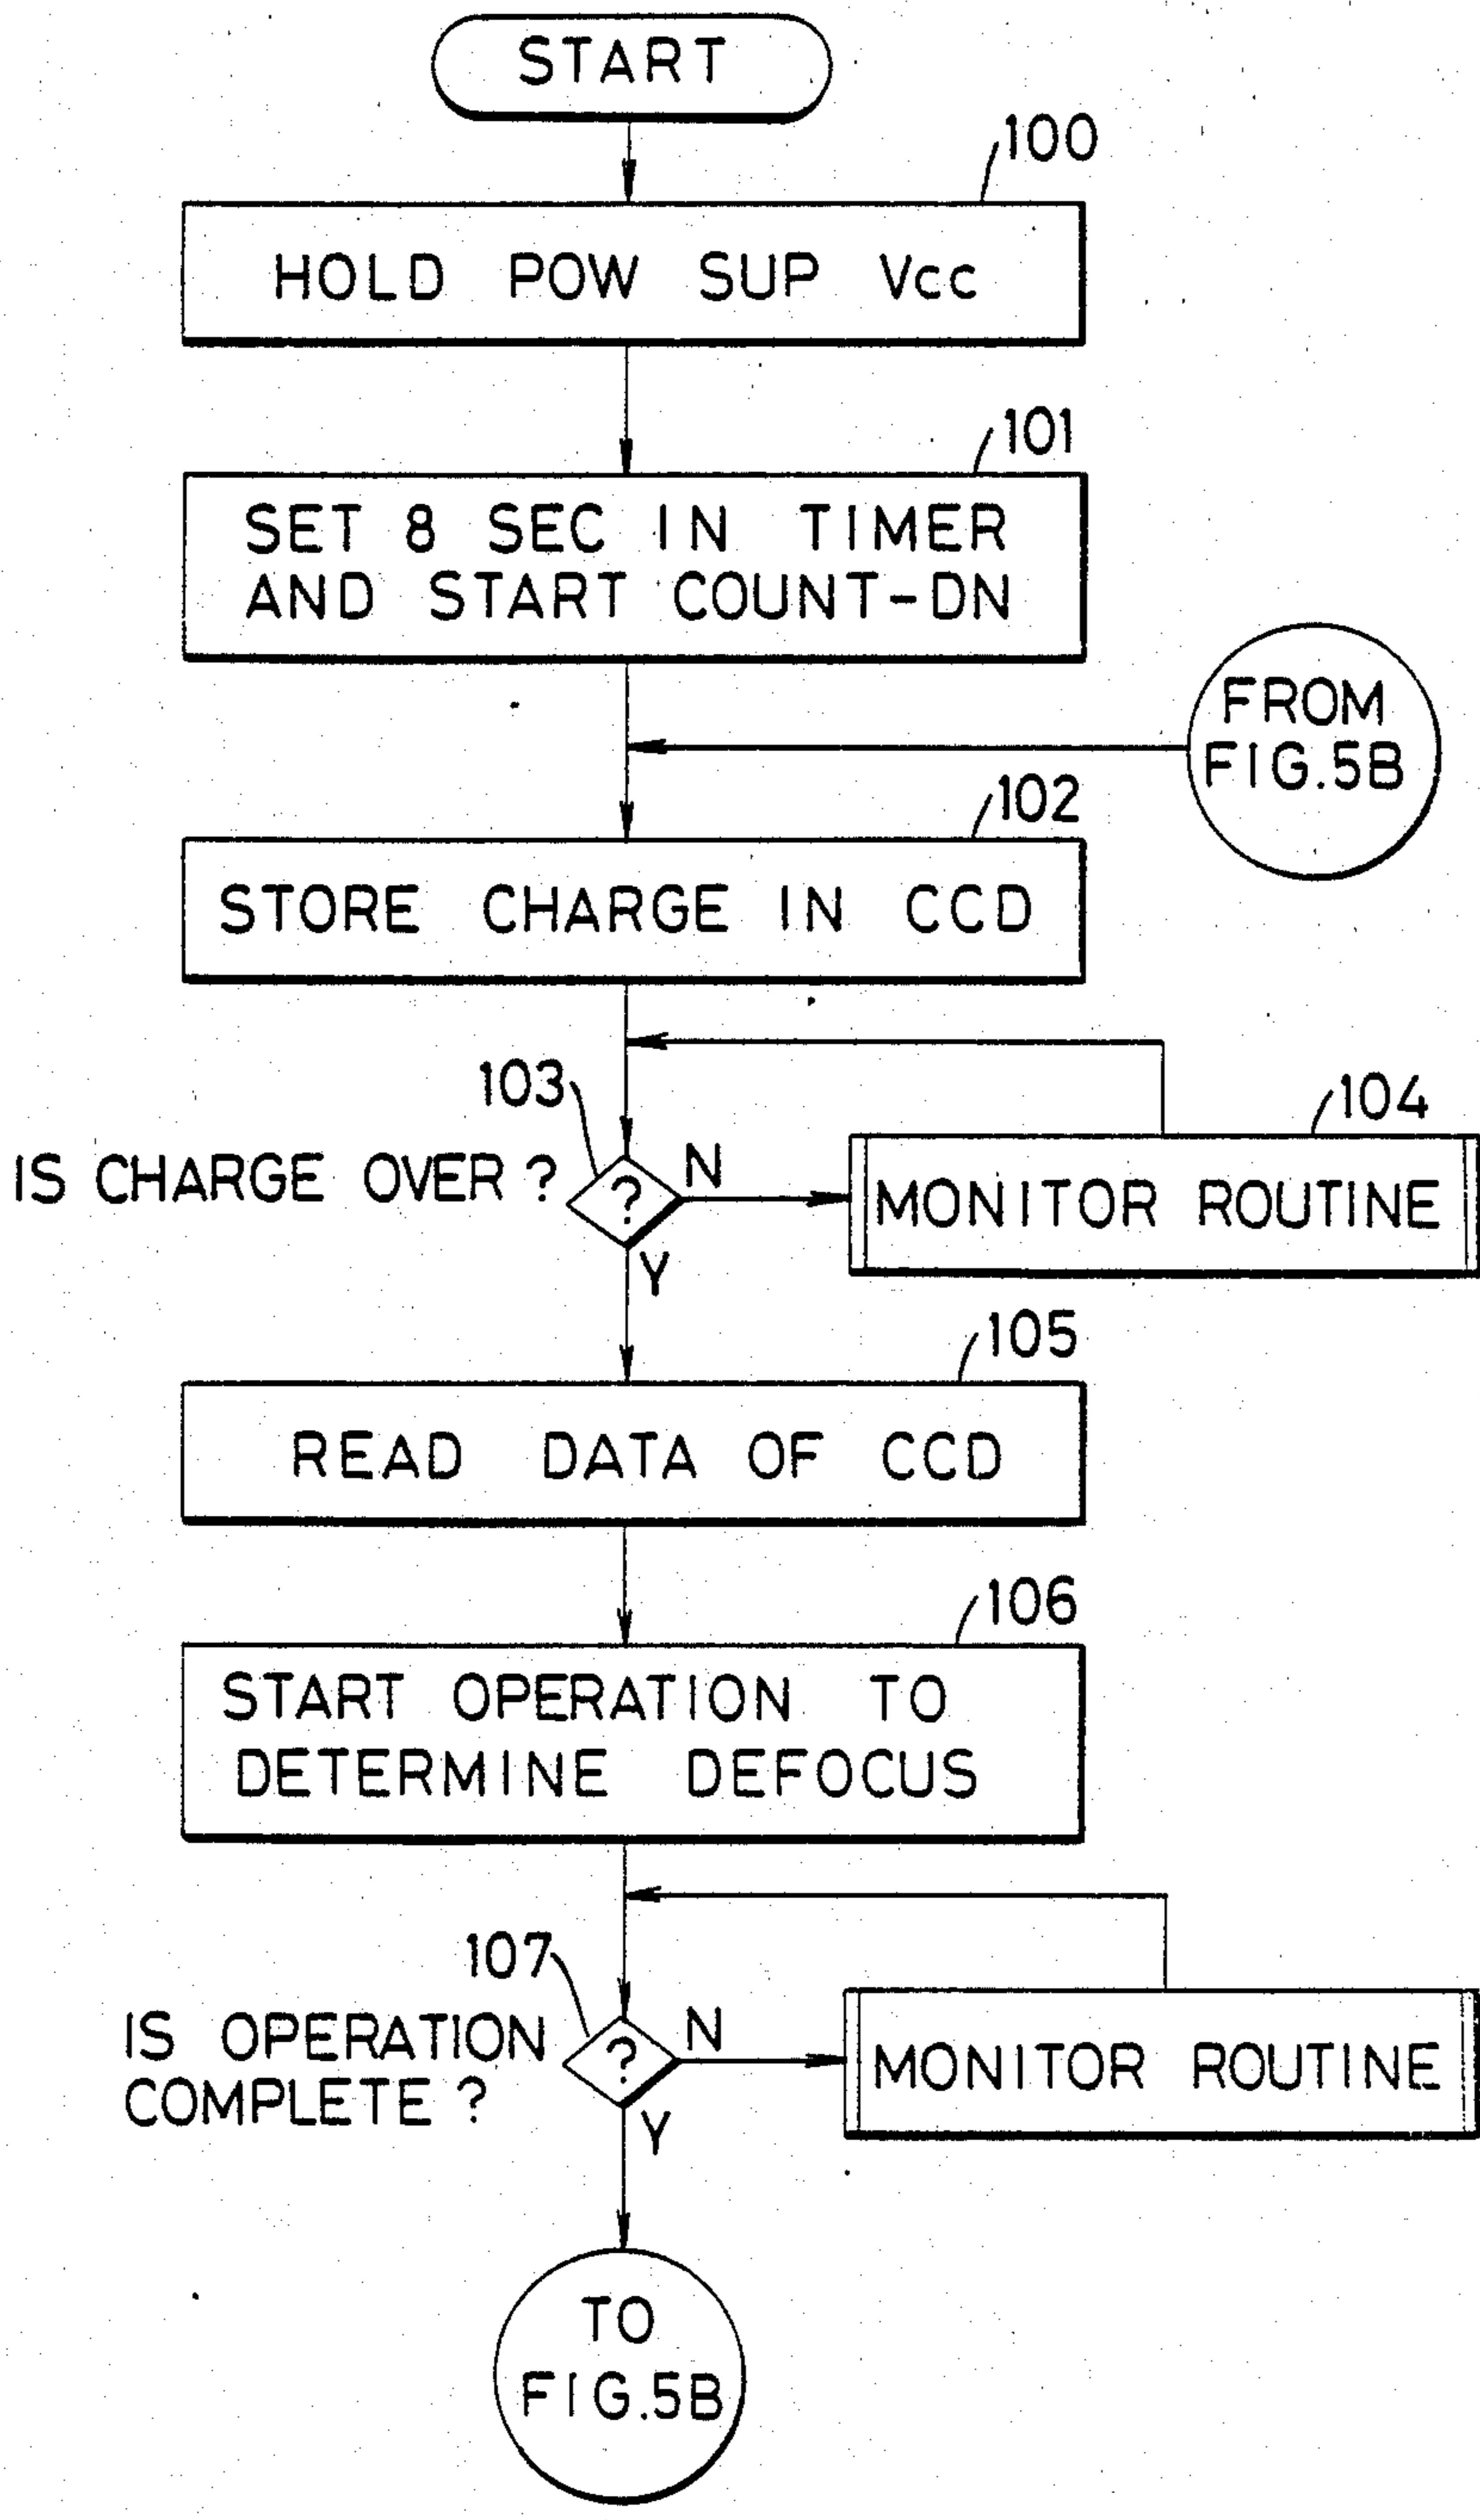 START
100
HOLD POW SUP Vcc
101
SET 8 SEC IN TIMER
AND START COUNT-DN
FROM
FIG.5B
102
STORE CHARGE IN CCD
103
104
IS CHARGE OVER ?
?
N
MONITOR ROUTINE
Y
105
READ DATA OF CCD
106
START OPERATION TO
DETERMINE DEFOCUS
107
IS OPERATION
COMPLETE ?
?
N
MONITOR ROUTINE
Y
TO
FIG.5B